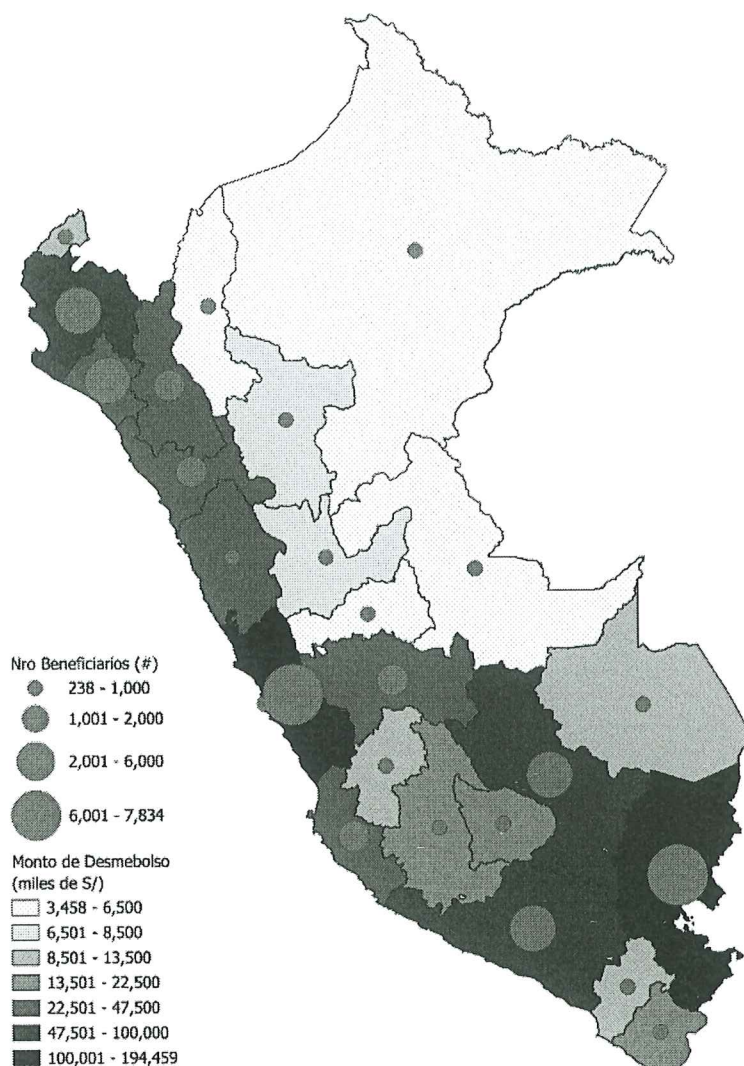 Nro Beneficiarios (#)
238 - 1,000
1,001 - 2,000
2,001 - 6,000
6,001 - 7,834
Monto de Desmebolso
(miles de S/)
3,458 - 6,500
6,501 - 8,500
8,501 - 13,500
13,501 - 22,500
22,501 - 47,500
47,501 - 100,000
100,001 - 194,459